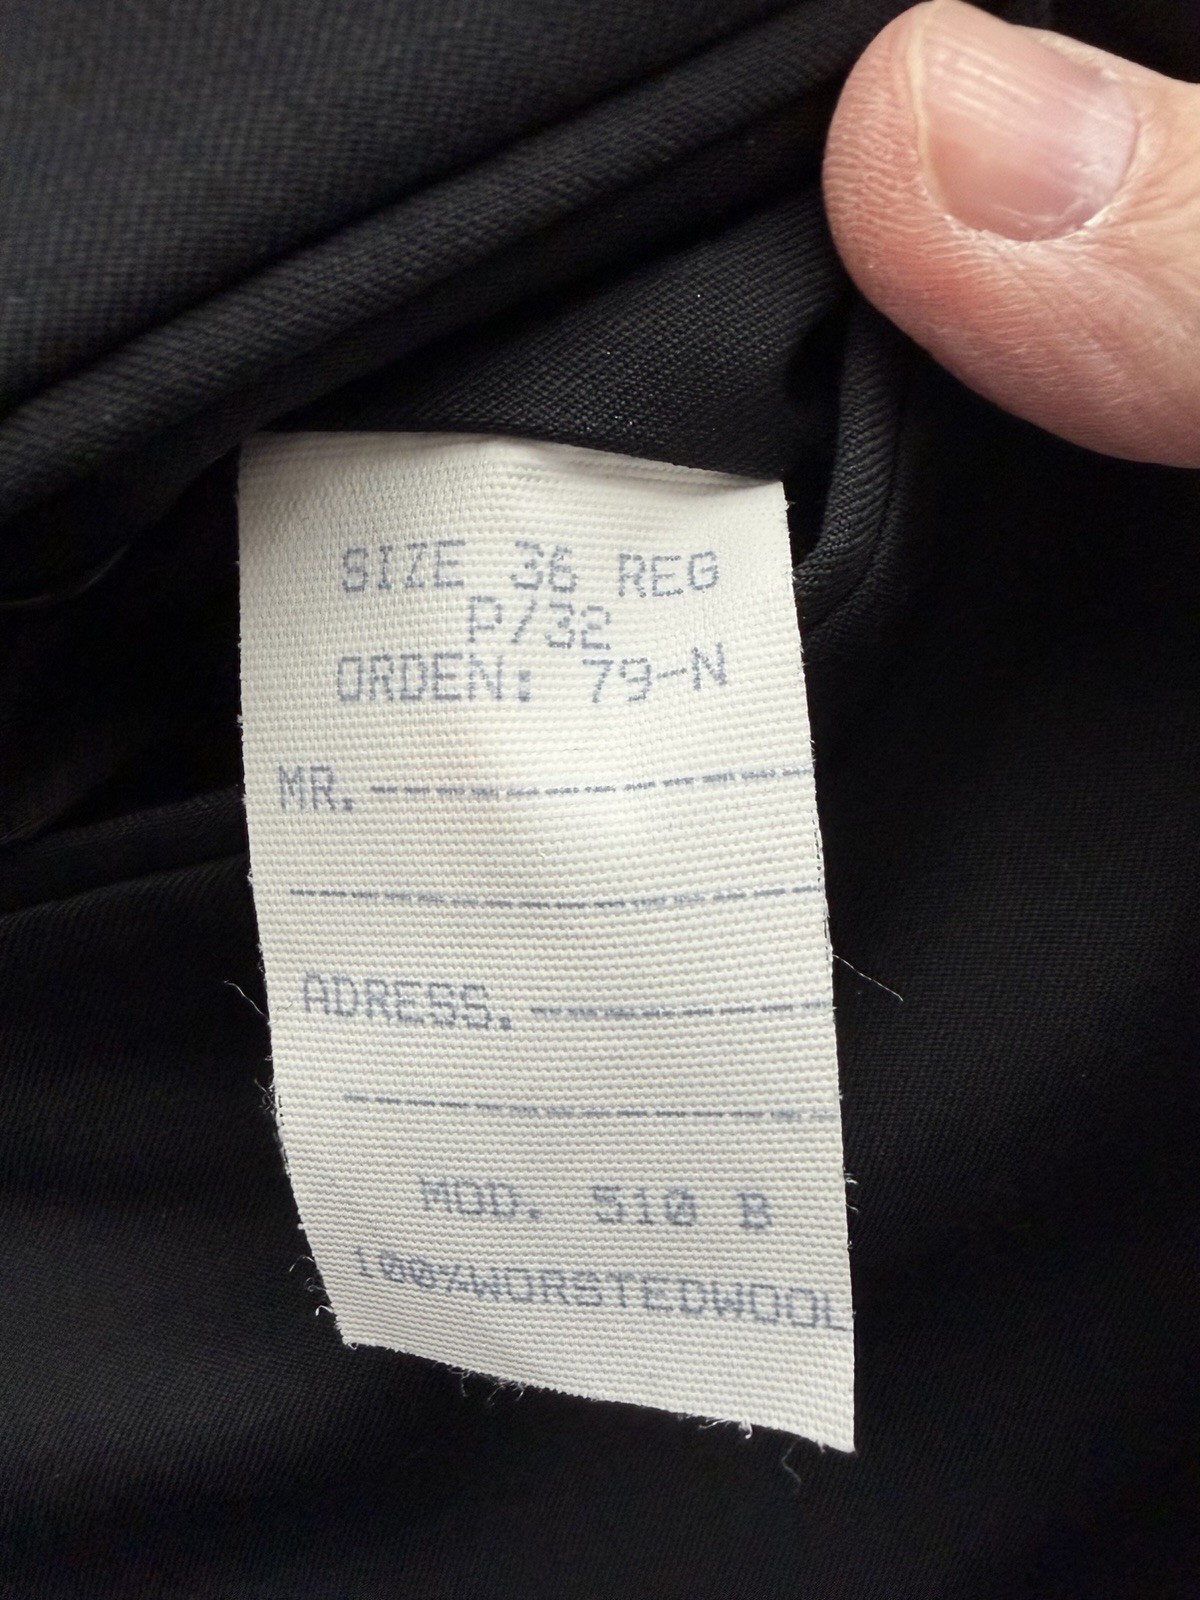 SIZE 36 REG
P/32
ORDEN: 79-N
MR.
ADRESS.
MOD. 510 B
100%WORSTEDWOOL